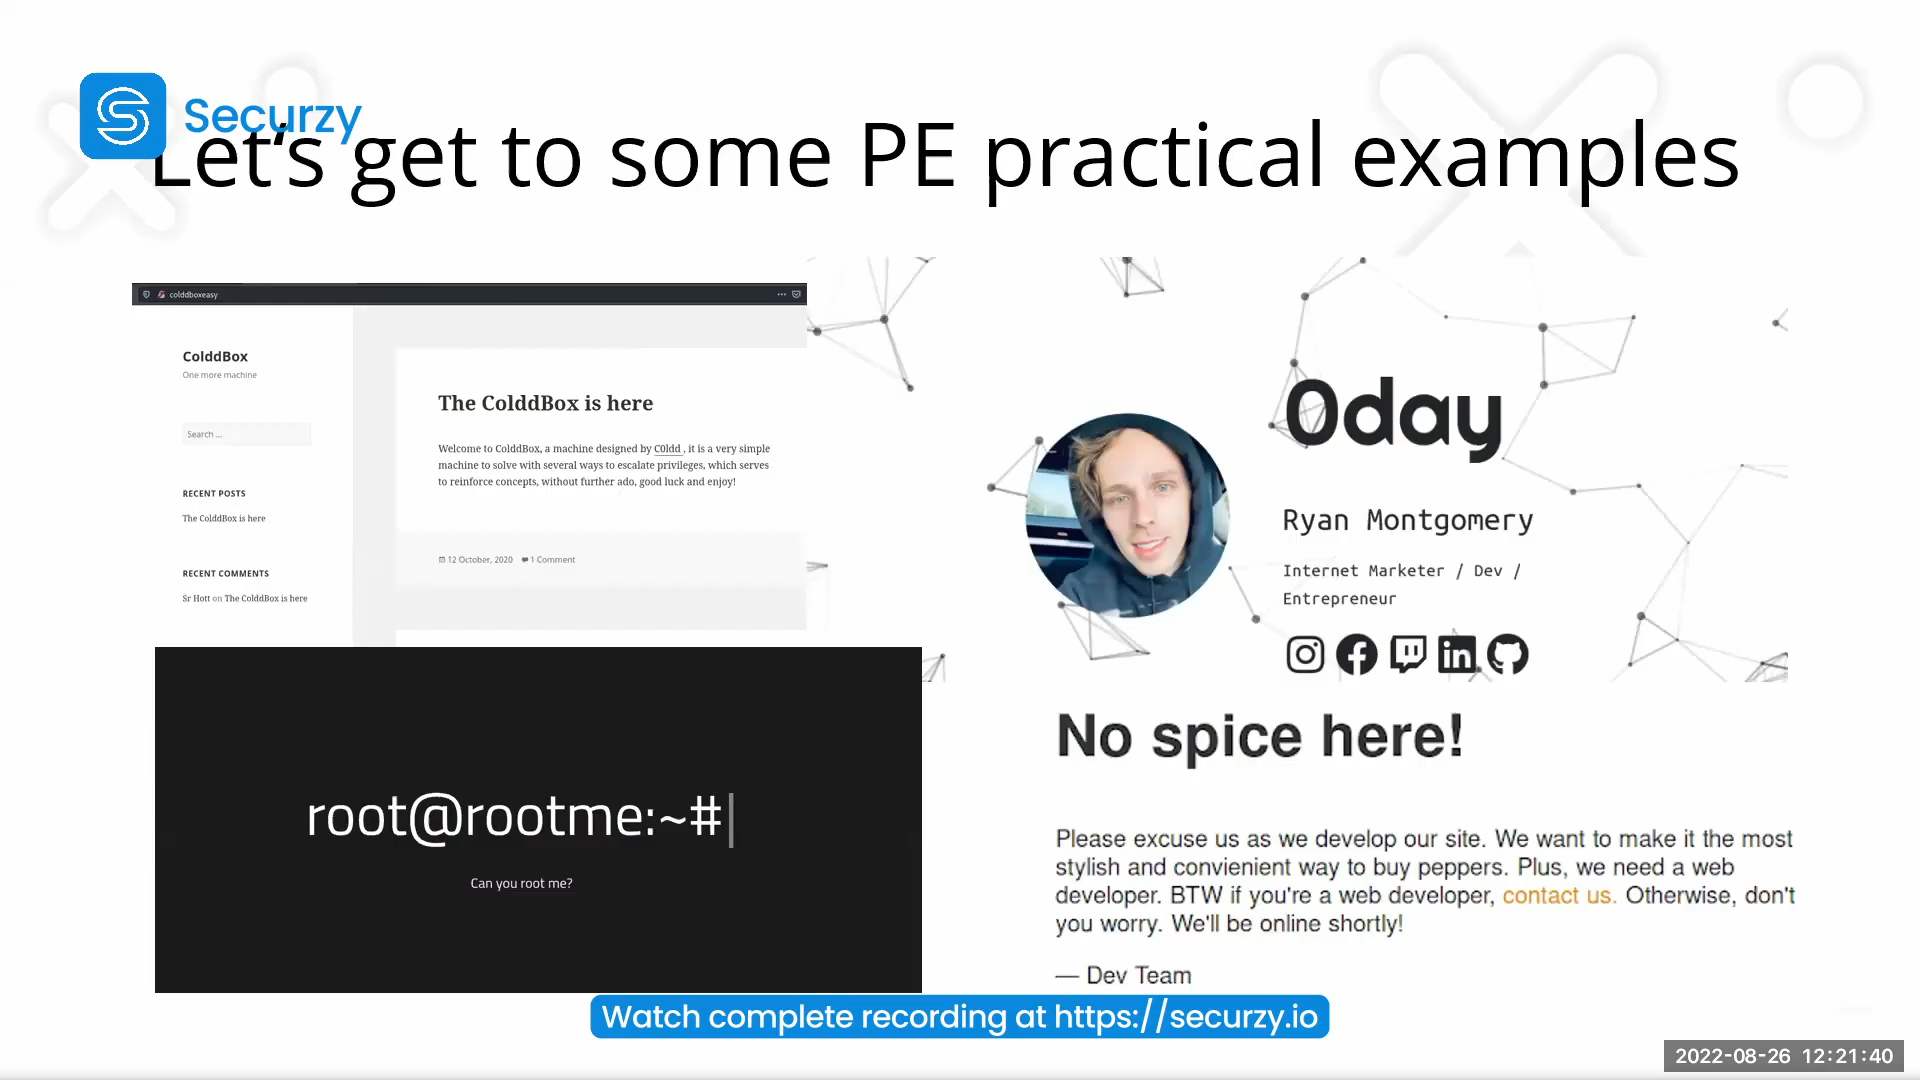 Securzy
Let's get to some PE practical examples
colddboxeasy
ColddBox
One more machine
Search ...
RECENT POSTS
The ColddBox is here
RECENT COMMENTS
Sr Hott on The ColddBox is here
The ColddBox is here
Welcome to ColddBox, a machine designed by C0ldd , it is a very simple
machine to solve with several ways to escalate privileges, which serves
to reinforce concepts, without further ado, good luck and enjoy!
12 October, 2020 1 Comment
0day
Ryan Montgomery
Internet Marketer / Dev /
Entrepreneur
root@rootme:~#
Can you root me?
No spice here!
Please excuse us as we develop our site. We want to make it the most
stylish and convienient way to buy peppers. Plus, we need a web
developer. BTW if you're a web developer, contact us. Otherwise, don't
you worry. We'll be online shortly!
— Dev Team
Watch complete recording at https://securzy.io
2022-08-26 12:21:40